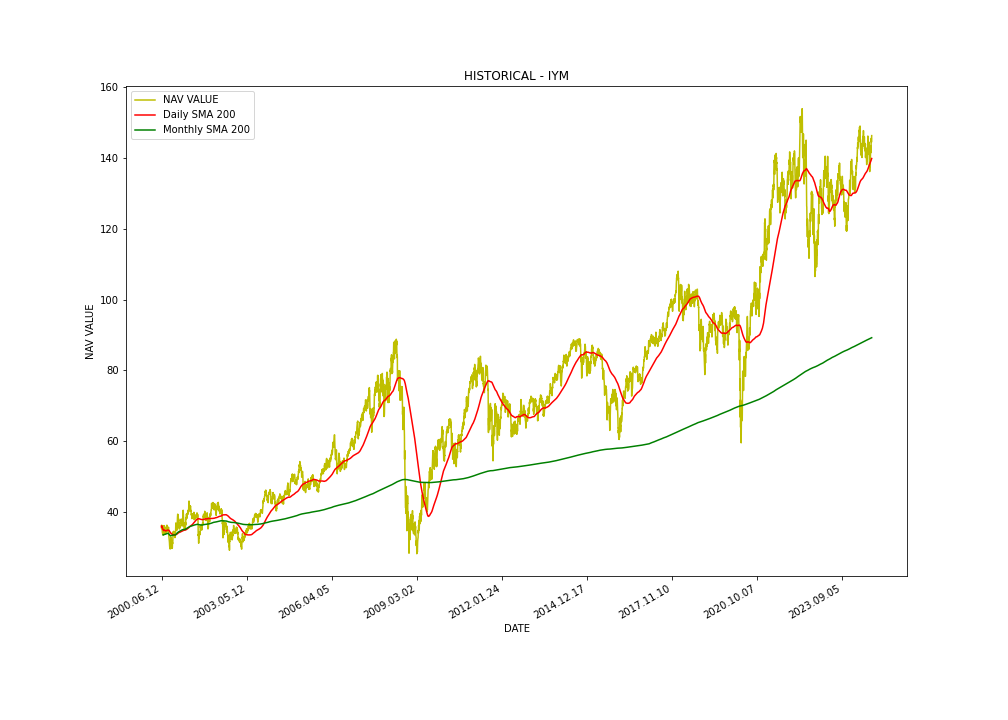 HISTORICAL - IYM
NAV VALUE
Daily SMA 200
Monthly SMA 200
160
140
120
100
80
60
40
NAV VALUE
2000.06.12
2003.05.12
2006.04.05
2009.03.02
2012.01.24
2014.12.17
2017.11.10
2020.10.07
2023.09.05
DATE